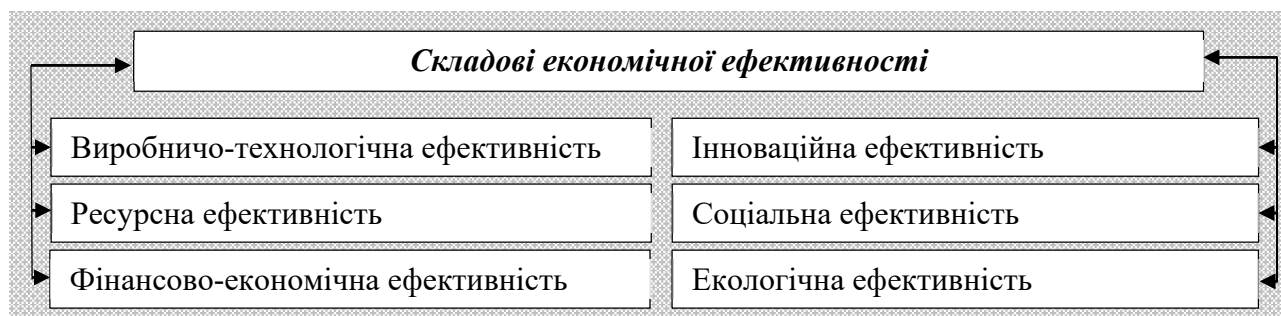 Складові економічної ефективності
Виробничо-технологічна ефективність
Ресурсна ефективність
Фінансово-економічна ефективність
Інноваційна ефективність
Соціальна ефективність
Екологічна ефективність